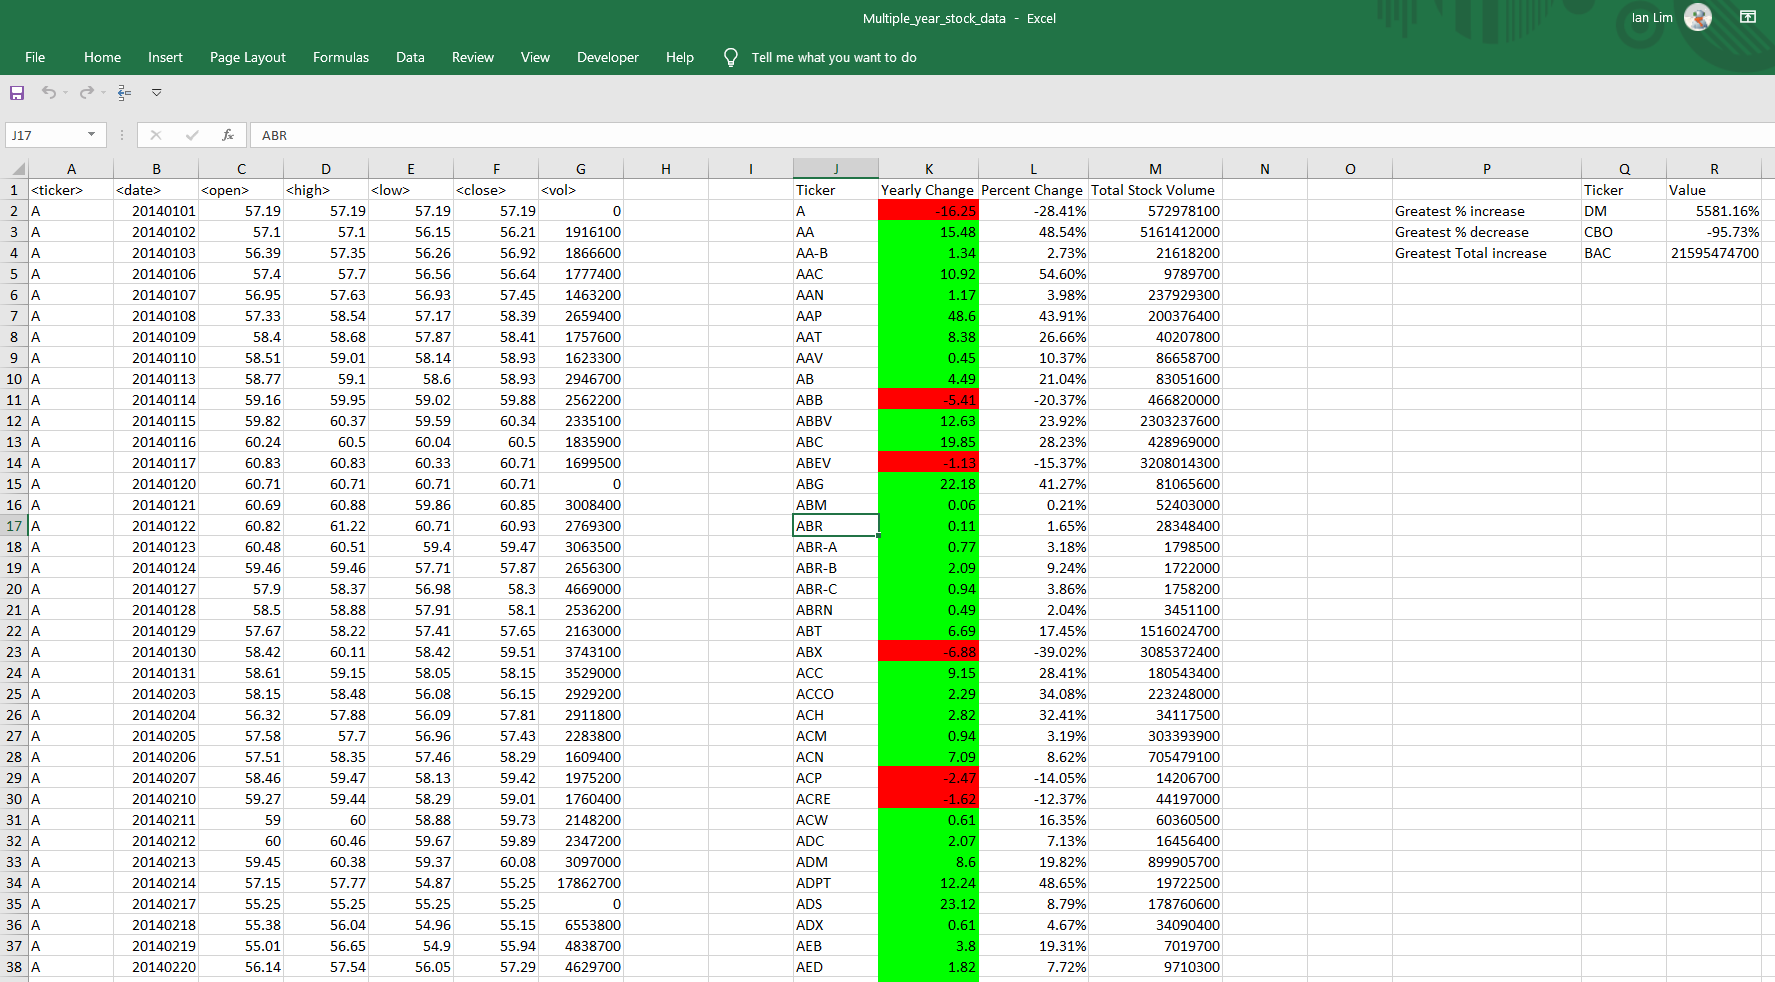 Multiple_year_stock_data - Excel
Ian Lim
File Home Insert Page Layout Formulas Data Review View Developer Help Tell me what you want to do
J17 fx ABR
A B C D E F G H I J K L M N O P Q R
1 <ticker> <date> <open> <high> <low> <close> <vol> Ticker Yearly Change Percent Change Total Stock Volume Ticker Value
2 A 20140101 57.19 57.19 57.19 57.19 0 A -16.25 -28.41% 572978100 Greatest % increase DM 5581.16%
3 A 20140102 57.1 57.1 56.15 56.21 1916100 AA 15.48 48.54% 5161412000 Greatest % decrease CBO -95.73%
4 A 20140103 56.39 57.35 56.26 56.92 1866600 AA-B 1.34 2.73% 21618200 Greatest Total increase BAC 21595474700
5 A 20140106 57.4 57.7 56.56 56.64 1777400 AAC 10.92 54.60% 9789700
6 A 20140107 56.95 57.63 56.93 57.45 1463200 AAN 1.17 3.98% 237929300
7 A 20140108 57.33 58.54 57.17 58.39 2659400 AAP 48.6 43.91% 200376400
8 A 20140109 58.4 58.68 57.87 58.41 1757600 AAT 8.38 26.66% 40207800
9 A 20140110 58.51 59.01 58.14 58.93 1623300 AAV 0.45 10.37% 86658700
10 A 20140113 58.77 59.1 58.6 58.93 2946700 AB 4.49 21.04% 83051600
11 A 20140114 59.16 59.95 59.02 59.88 2562200 ABB -5.41 -20.37% 466820000
12 A 20140115 59.82 60.37 59.59 60.34 2335100 ABBV 12.63 23.92% 2303237600
13 A 20140116 60.24 60.5 60.04 60.5 1835900 ABC 19.85 28.23% 428969000
14 A 20140117 60.83 60.83 60.33 60.71 1699500 ABEV -1.13 -15.37% 3208014300
15 A 20140120 60.71 60.71 60.71 60.71 0 ABG 22.18 41.27% 81065600
16 A 20140121 60.69 60.88 59.86 60.85 3008400 ABM 0.06 0.21% 52403000
17 A 20140122 60.82 61.22 60.71 60.93 2769300 ABR 0.11 1.65% 28348400
18 A 20140123 60.48 60.51 59.4 59.47 3063500 ABR-A 0.77 3.18% 1798500
19 A 20140124 59.46 59.46 57.71 57.87 2656300 ABR-B 2.09 9.24% 1722000
20 A 20140127 57.9 58.37 56.98 58.3 4669000 ABR-C 0.94 3.86% 1758200
21 A 20140128 58.5 58.88 57.91 58.1 2536200 ABRN 0.49 2.04% 3451100
22 A 20140129 57.67 58.22 57.41 57.65 2163000 ABT 6.69 17.45% 1516024700
23 A 20140130 58.42 60.11 58.42 59.51 3743100 ABX -6.88 -39.02% 3085372400
24 A 20140131 58.61 59.15 58.05 58.15 3529000 ACC 9.15 28.41% 180543400
25 A 20140203 58.15 58.48 56.08 56.15 2929200 ACCO 2.29 34.08% 223248000
26 A 20140204 56.32 57.88 56.09 57.81 2911800 ACH 2.82 32.41% 34117500
27 A 20140205 57.58 57.7 56.96 57.43 2283800 ACM 0.94 3.19% 303393900
28 A 20140206 57.51 58.35 57.46 58.29 1609400 ACN 7.09 8.62% 705479100
29 A 20140207 58.46 59.47 58.13 59.42 1975200 ACP -2.47 -14.05% 14206700
30 A 20140210 59.27 59.44 58.29 59.01 1760400 ACRE -1.62 -12.37% 44197000
31 A 20140211 59 60 58.88 59.73 2148200 ACW 0.61 16.35% 60360500
32 A 20140212 60 60.46 59.67 59.89 2347200 ADC 2.07 7.13% 16456400
33 A 20140213 59.45 60.38 59.37 60.08 3097000 ADM 8.6 19.82% 899905700
34 A 20140214 57.15 57.77 54.87 55.25 17862700 ADPT 12.24 48.65% 19722500
35 A 20140217 55.25 55.25 55.25 55.25 0 ADS 23.12 8.79% 178760600
36 A 20140218 55.38 56.04 54.96 55.15 6553800 ADX 0.61 4.67% 34090400
37 A 20140219 55.01 56.65 54.9 55.94 4838700 AEB 3.8 19.31% 7019700
38 A 20140220 56.14 57.54 56.05 57.29 4629700 AED 1.82 7.72% 9710300